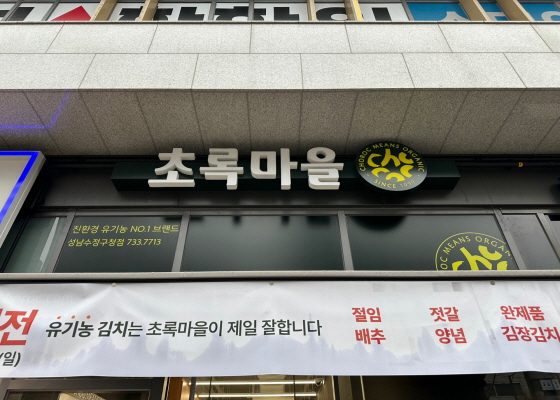 초록마을
CHOROC MEANS ORGANIC
choroc
친환경 유기농 NO.1 브랜드
성남수정구청점 733.7713
CHOROC MEANS ORGANIC
전
유기농 김치는 초록마을이 제일 잘합니다
절임
배추
젓갈
양념
완제품
김장김치
(일)